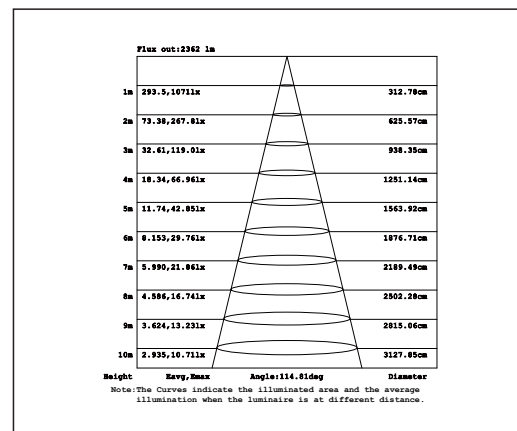 Flux out:2362 lm
1m 293.5,1071lx 312.78cm
2m 73.38,267.8lx 625.57cm
3m 32.61,119.0lx 938.35cm
4m 18.34,66.96lx 1251.14cm
5m 11.74,42.85lx 1563.92cm
6m 8.153,29.76lx 1876.71cm
7m 5.990,21.86lx 2189.49cm
8m 4.586,16.74lx 2502.28cm
9m 3.624,13.23lx 2815.06cm
10m 2.935,10.71lx 3127.85cm
Height Eavg,Emax Angle:114.81deg Diameter
Note:The Curves indicate the illuminated area and the average
illumination when the luminaire is at different distance.